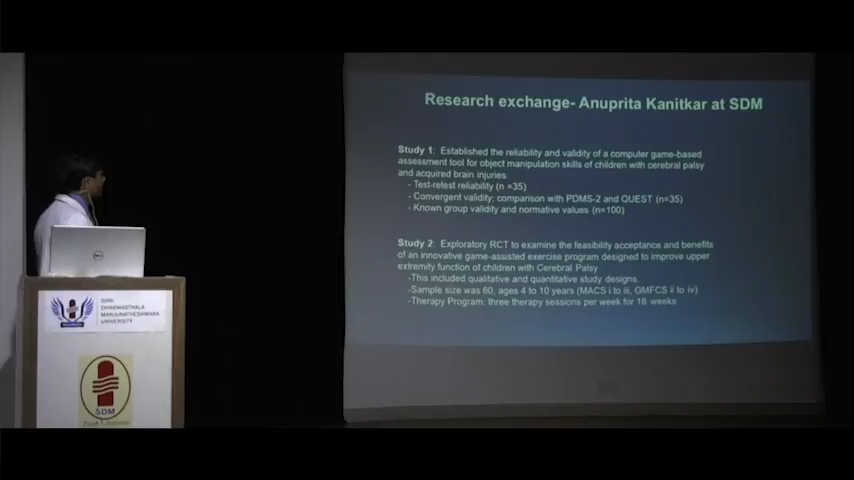 Research exchange- Anuprita Kanitkar at SDM
Study 1: Established the reliability and validity of a computer game-based
assessment tool for object manipulation skills of children with cerebral palsy
and acquired brain injuries.
- Test-retest reliability (n =35)
- Convergent validity; comparison with PDMS-2 and QUEST (n=35)
- Known group validity and normative values (n=100)
Study 2: Exploratory RCT to examine the feasibility acceptance and benefits
of an innovative game-assisted exercise program designed to improve upper
extremity function of children with Cerebral Palsy
-This included qualitative and quantitative study designs.
-Sample size was 60, ages 4 to 10 years (MACS i to iii, GMFCS ii to iv)
-Therapy Program: three therapy sessions per week for 16 weeks
DELL
SHRI
DHARMASTHALA
MANJUNATHESHWARA
UNIVERSITY
SDM